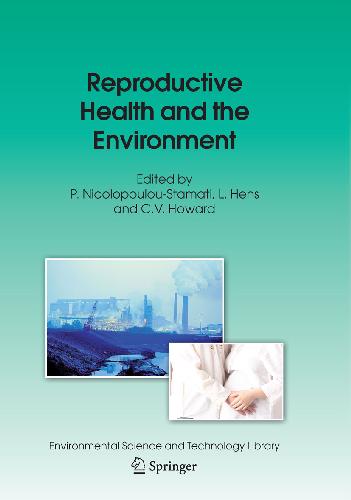 Reproductive
Health and the
Environment
Edited by
P. Nicolopoulou-Stamati, L. Hens
and C.V. Howard
Environmental Science and Technology Library
Springer